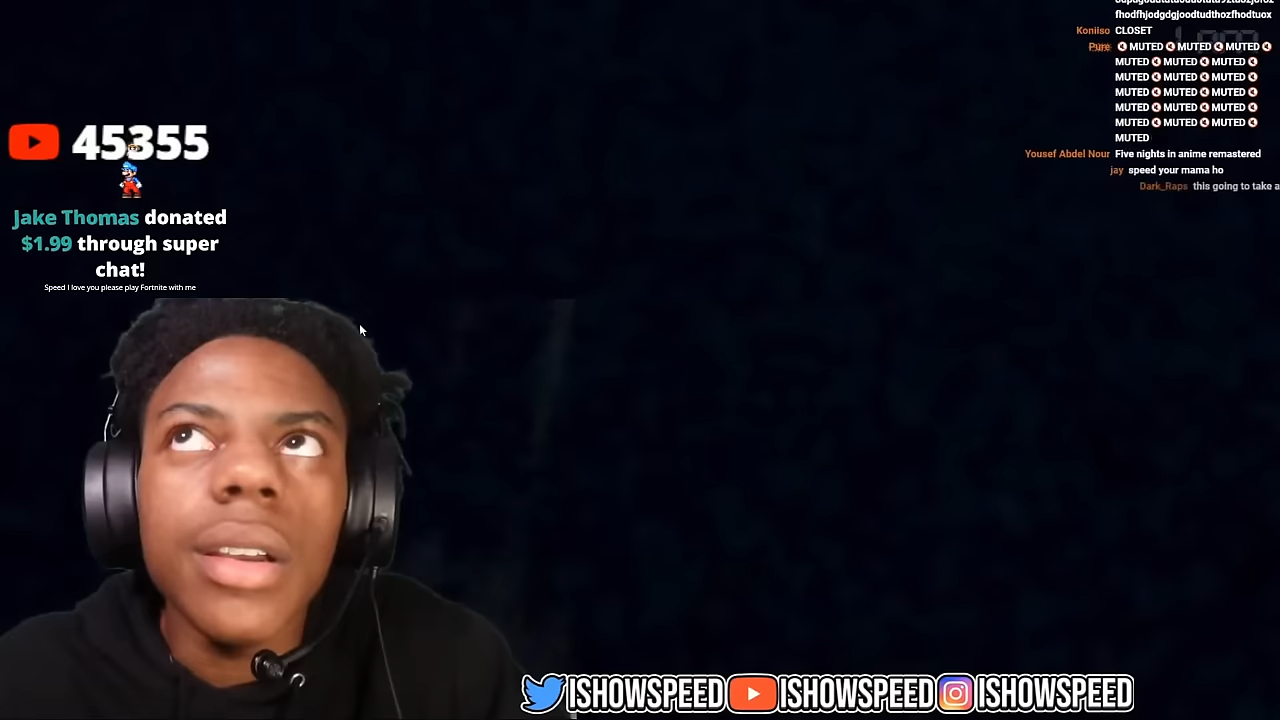 fhodfhjodgdgjoodtudthozfhodtuox
Koniiso CLOSET
Pure MUTED MUTED MUTED
MUTED MUTED MUTED
MUTED MUTED MUTED
MUTED MUTED MUTED
MUTED MUTED MUTED
MUTED MUTED MUTED
MUTED
Yousef Abdel Nour Five nights in anime remastered
jay speed your mama ho
Dark_Raps this going to take a
45355
Jake Thomas donated
$1.99 through super
chat!
Speed I love you please play Fortnite with me
ISHOWSPEED ISHOWSPEED ISHOWSPEED